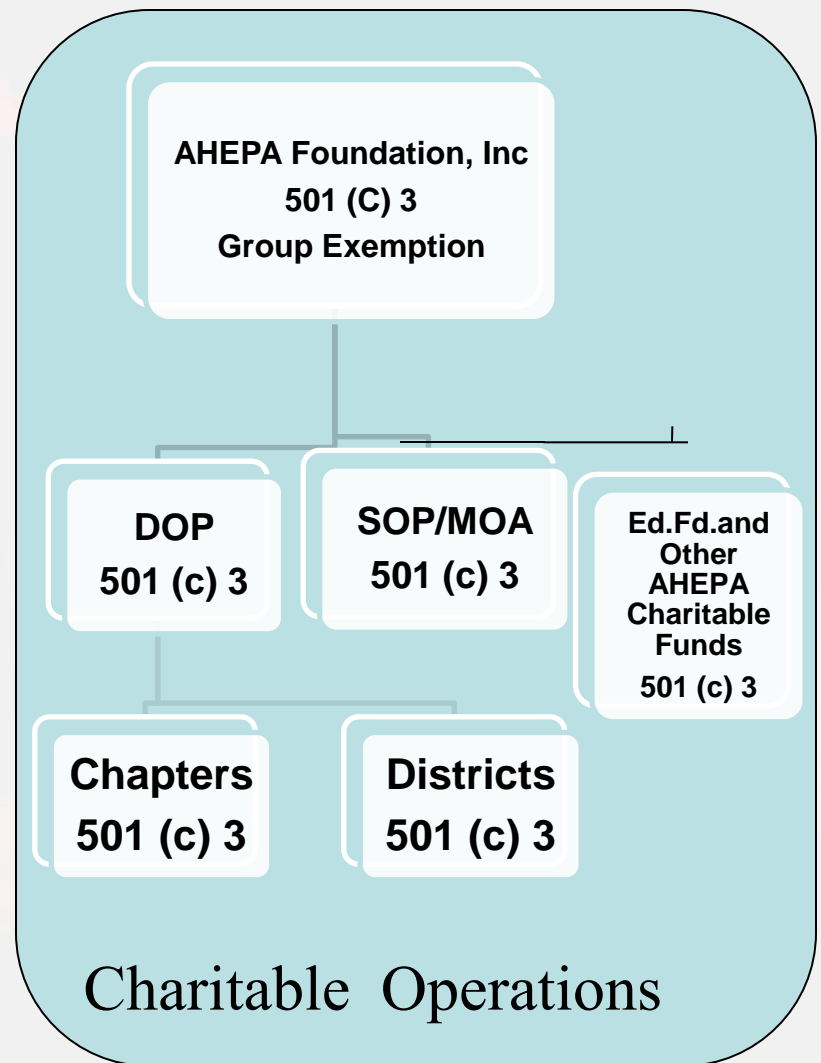 AHEPA Foundation, Inc
501 (C) 3
Group Exemption
DOP
501 (c) 3
SOP/MOA
501 (c) 3
Ed.Fd.and
Other
AHEPA
Charitable
Funds
501 (c) 3
Chapters
501 (c) 3
Districts
501 (c) 3
Charitable Operations